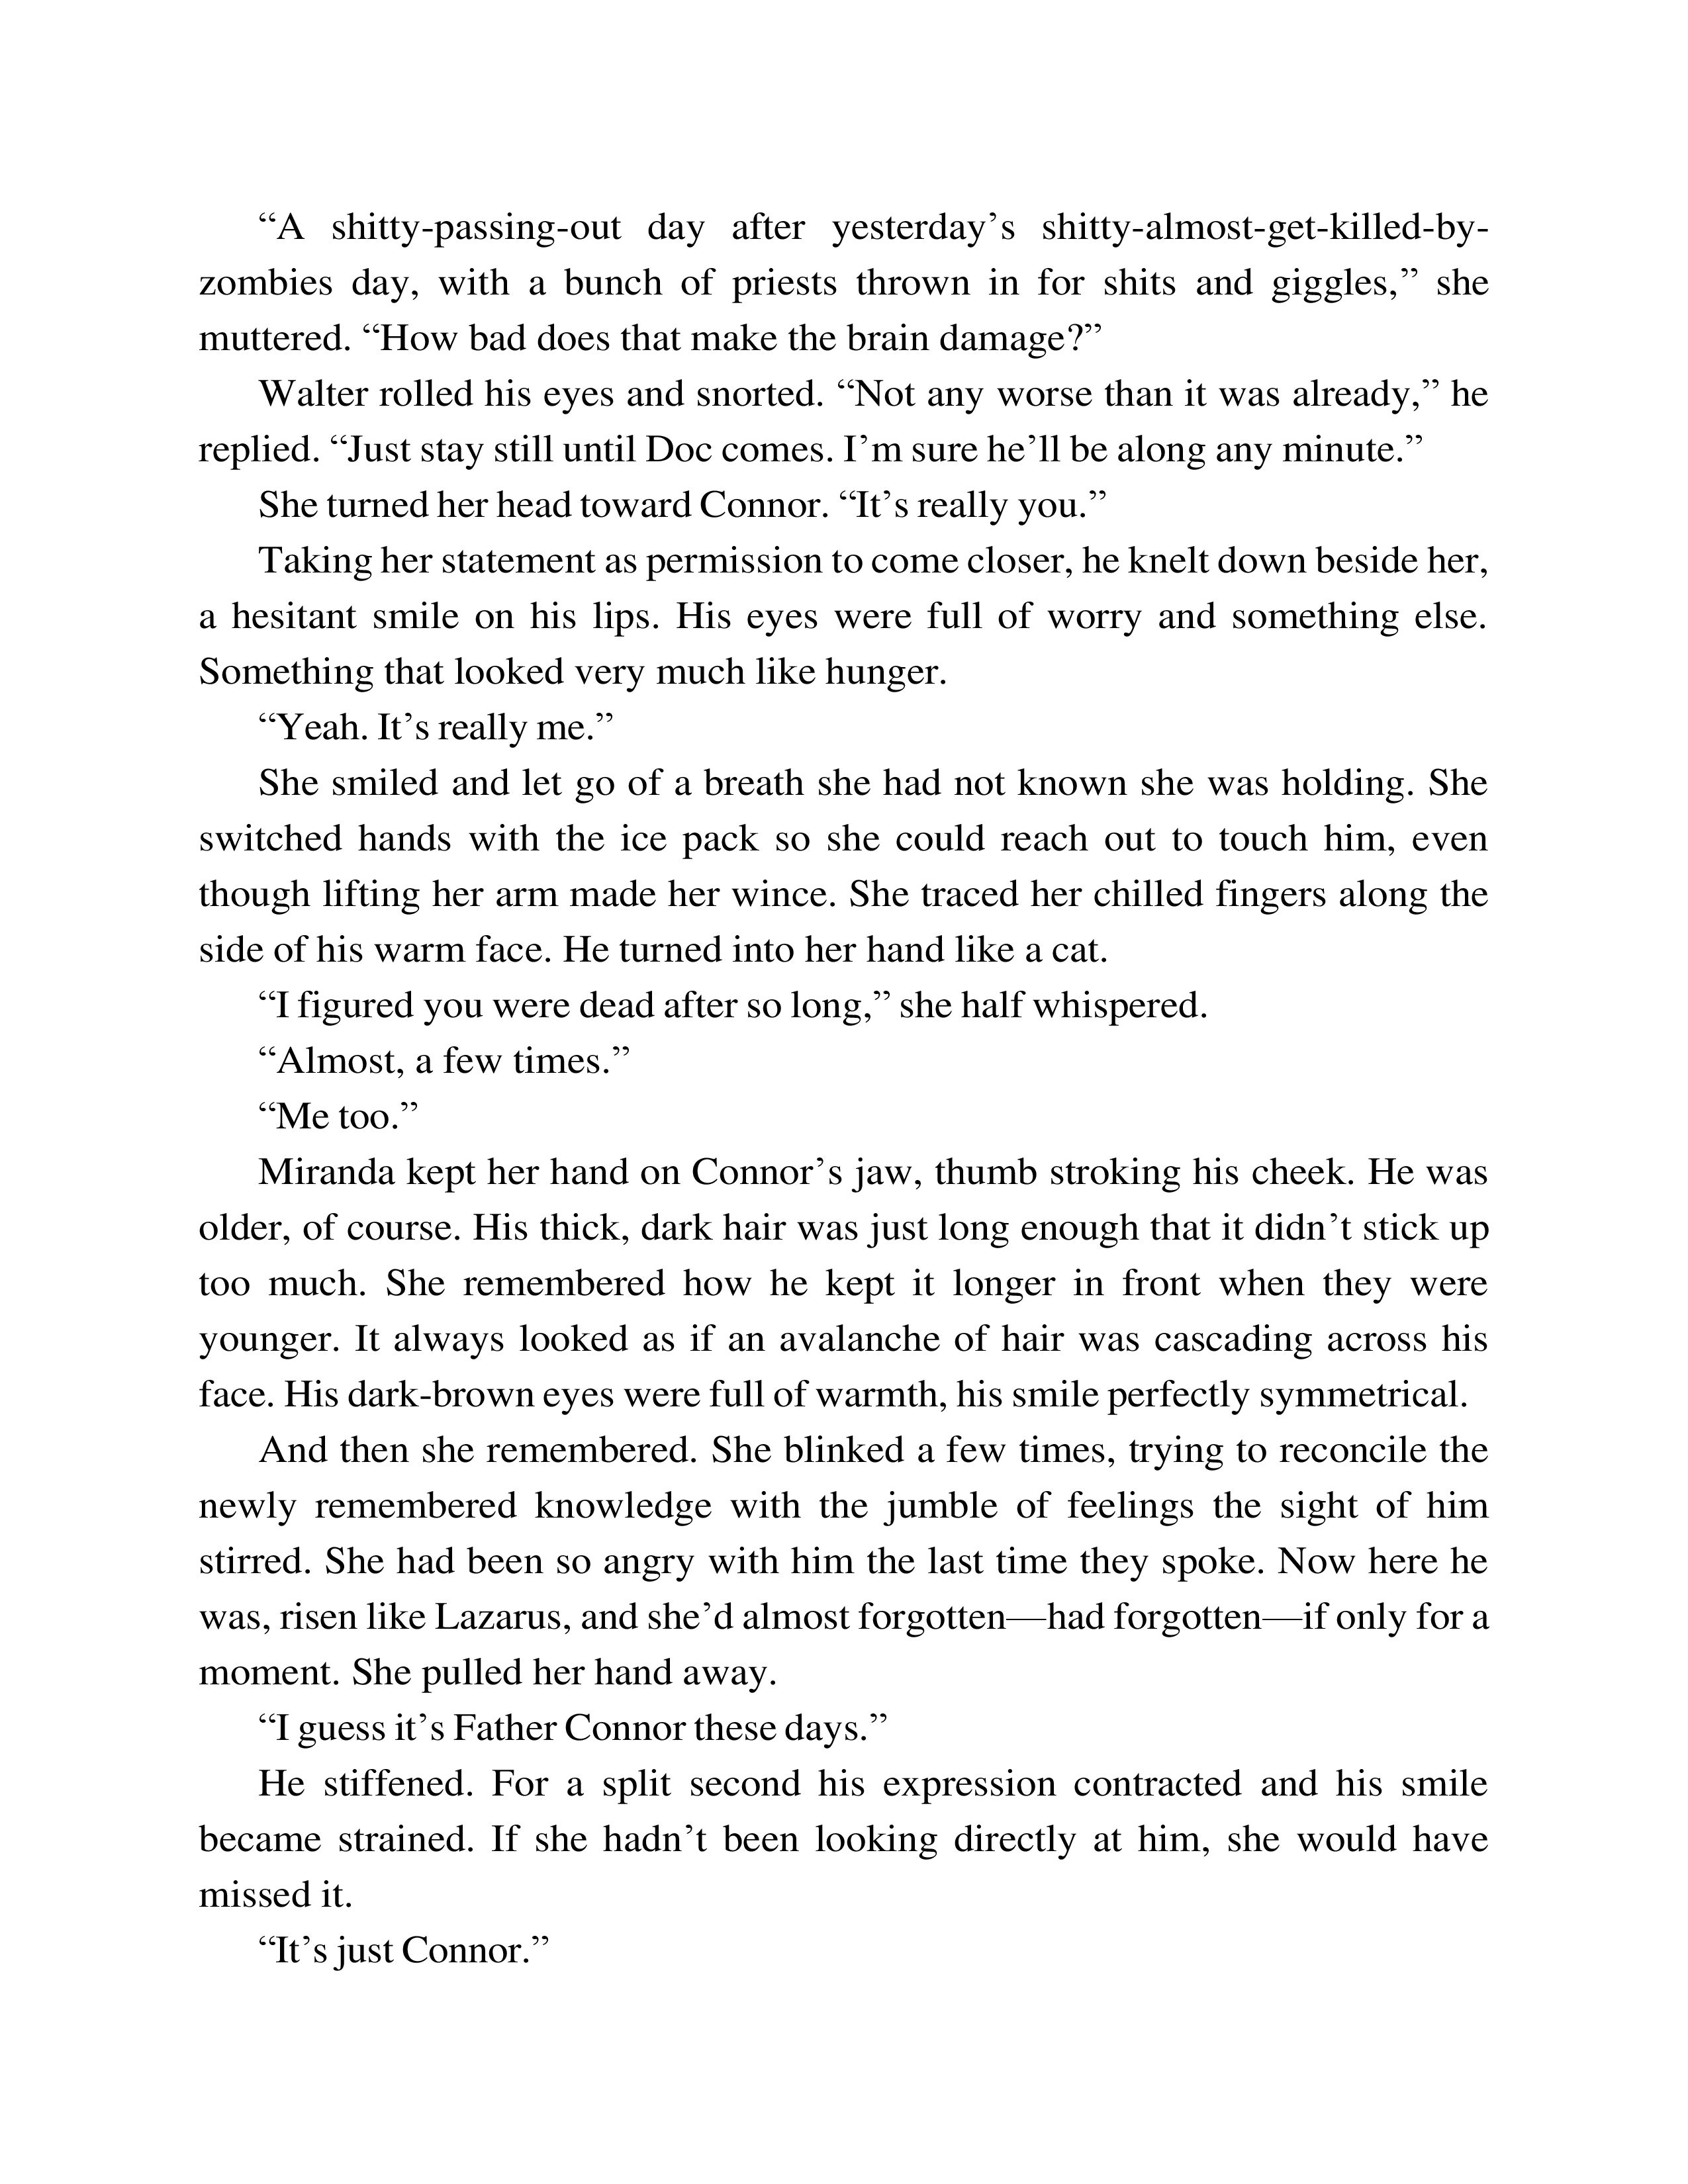 “A shitty-passing-out day after yesterday’s shitty-almost-get-killed-by-
zombies day, with a bunch of priests thrown in for shits and giggles,” she
muttered. “How bad does that make the brain damage?”
Walter rolled his eyes and snorted. “Not any worse than it was already,” he
replied. “Just stay still until Doc comes. I’m sure he’ll be along any minute.”
She turned her head toward Connor. “It’s really you.”
Taking her statement as permission to come closer, he knelt down beside her,
a hesitant smile on his lips. His eyes were full of worry and something else.
Something that looked very much like hunger.
“Yeah. It’s really me.”
She smiled and let go of a breath she had not known she was holding. She
switched hands with the ice pack so she could reach out to touch him, even
though lifting her arm made her wince. She traced her chilled fingers along the
side of his warm face. He turned into her hand like a cat.
“I figured you were dead after so long,” she half whispered.
“Almost, a few times.”
“Me too.”
Miranda kept her hand on Connor’s jaw, thumb stroking his cheek. He was
older, of course. His thick, dark hair was just long enough that it didn’t stick up
too much. She remembered how he kept it longer in front when they were
younger. It always looked as if an avalanche of hair was cascading across his
face. His dark-brown eyes were full of warmth, his smile perfectly symmetrical.
And then she remembered. She blinked a few times, trying to reconcile the
newly remembered knowledge with the jumble of feelings the sight of him
stirred. She had been so angry with him the last time they spoke. Now here he
was, risen like Lazarus, and she’d almost forgotten—had forgotten—if only for a
moment. She pulled her hand away.
“I guess it’s Father Connor these days.”
He stiffened. For a split second his expression contracted and his smile
became strained. If she hadn’t been looking directly at him, she would have
missed it.
“It’s just Connor.”